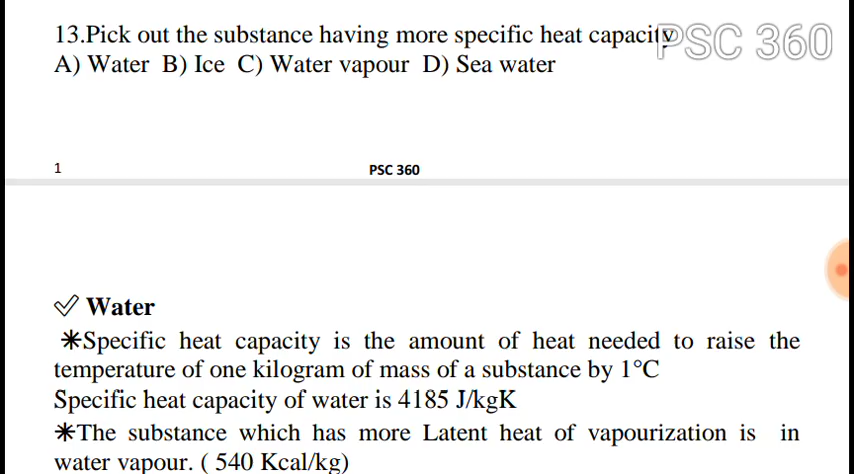 13.Pick out the substance having more specific heat capacity
PSC 360
A) Water B) Ice C) Water vapour D) Sea water
1
PSC 360
✓ Water
✳Specific heat capacity is the amount of heat needed to raise the
temperature of one kilogram of mass of a substance by 1°C
Specific heat capacity of water is 4185 J/kgK
✳The substance which has more Latent heat of vapourization is in
water vapour. ( 540 Kcal/kg)